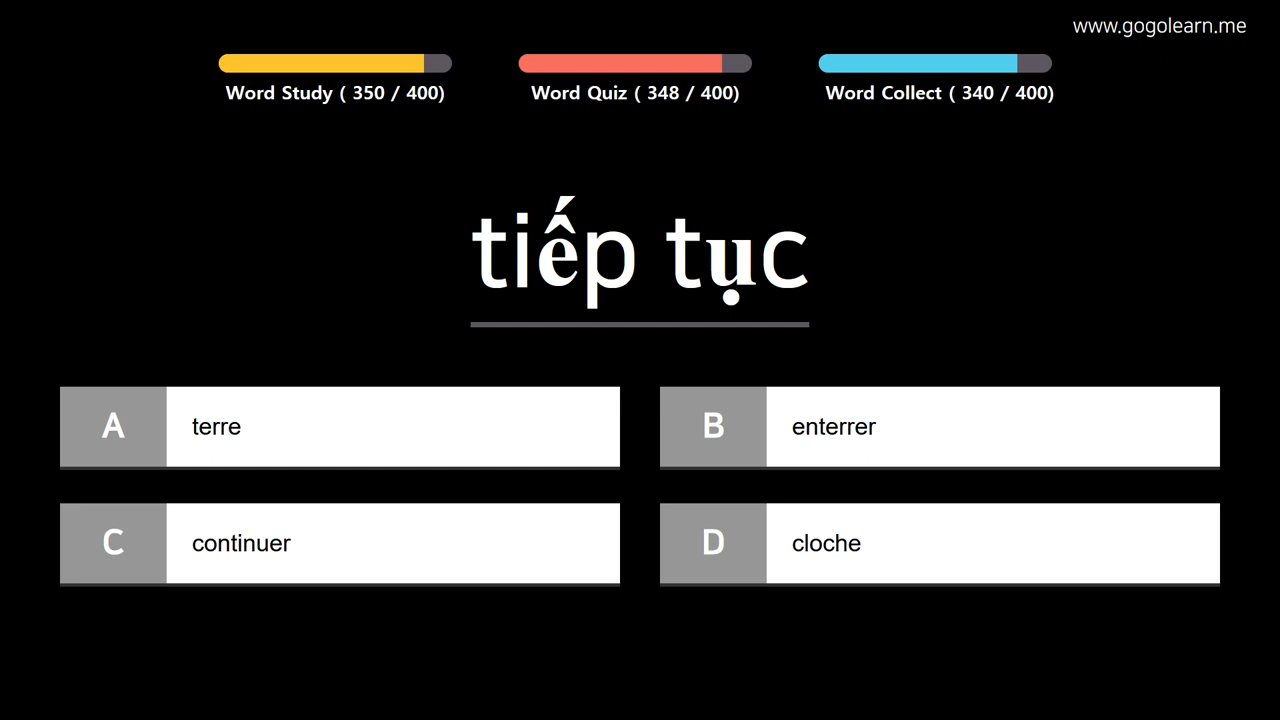 www.gogolearn.me
Word Study ( 350 / 400)
Word Quiz ( 348 / 400)
Word Collect ( 340 / 400)
tiếp tục
A terre
B enterrer
C continuer
D cloche